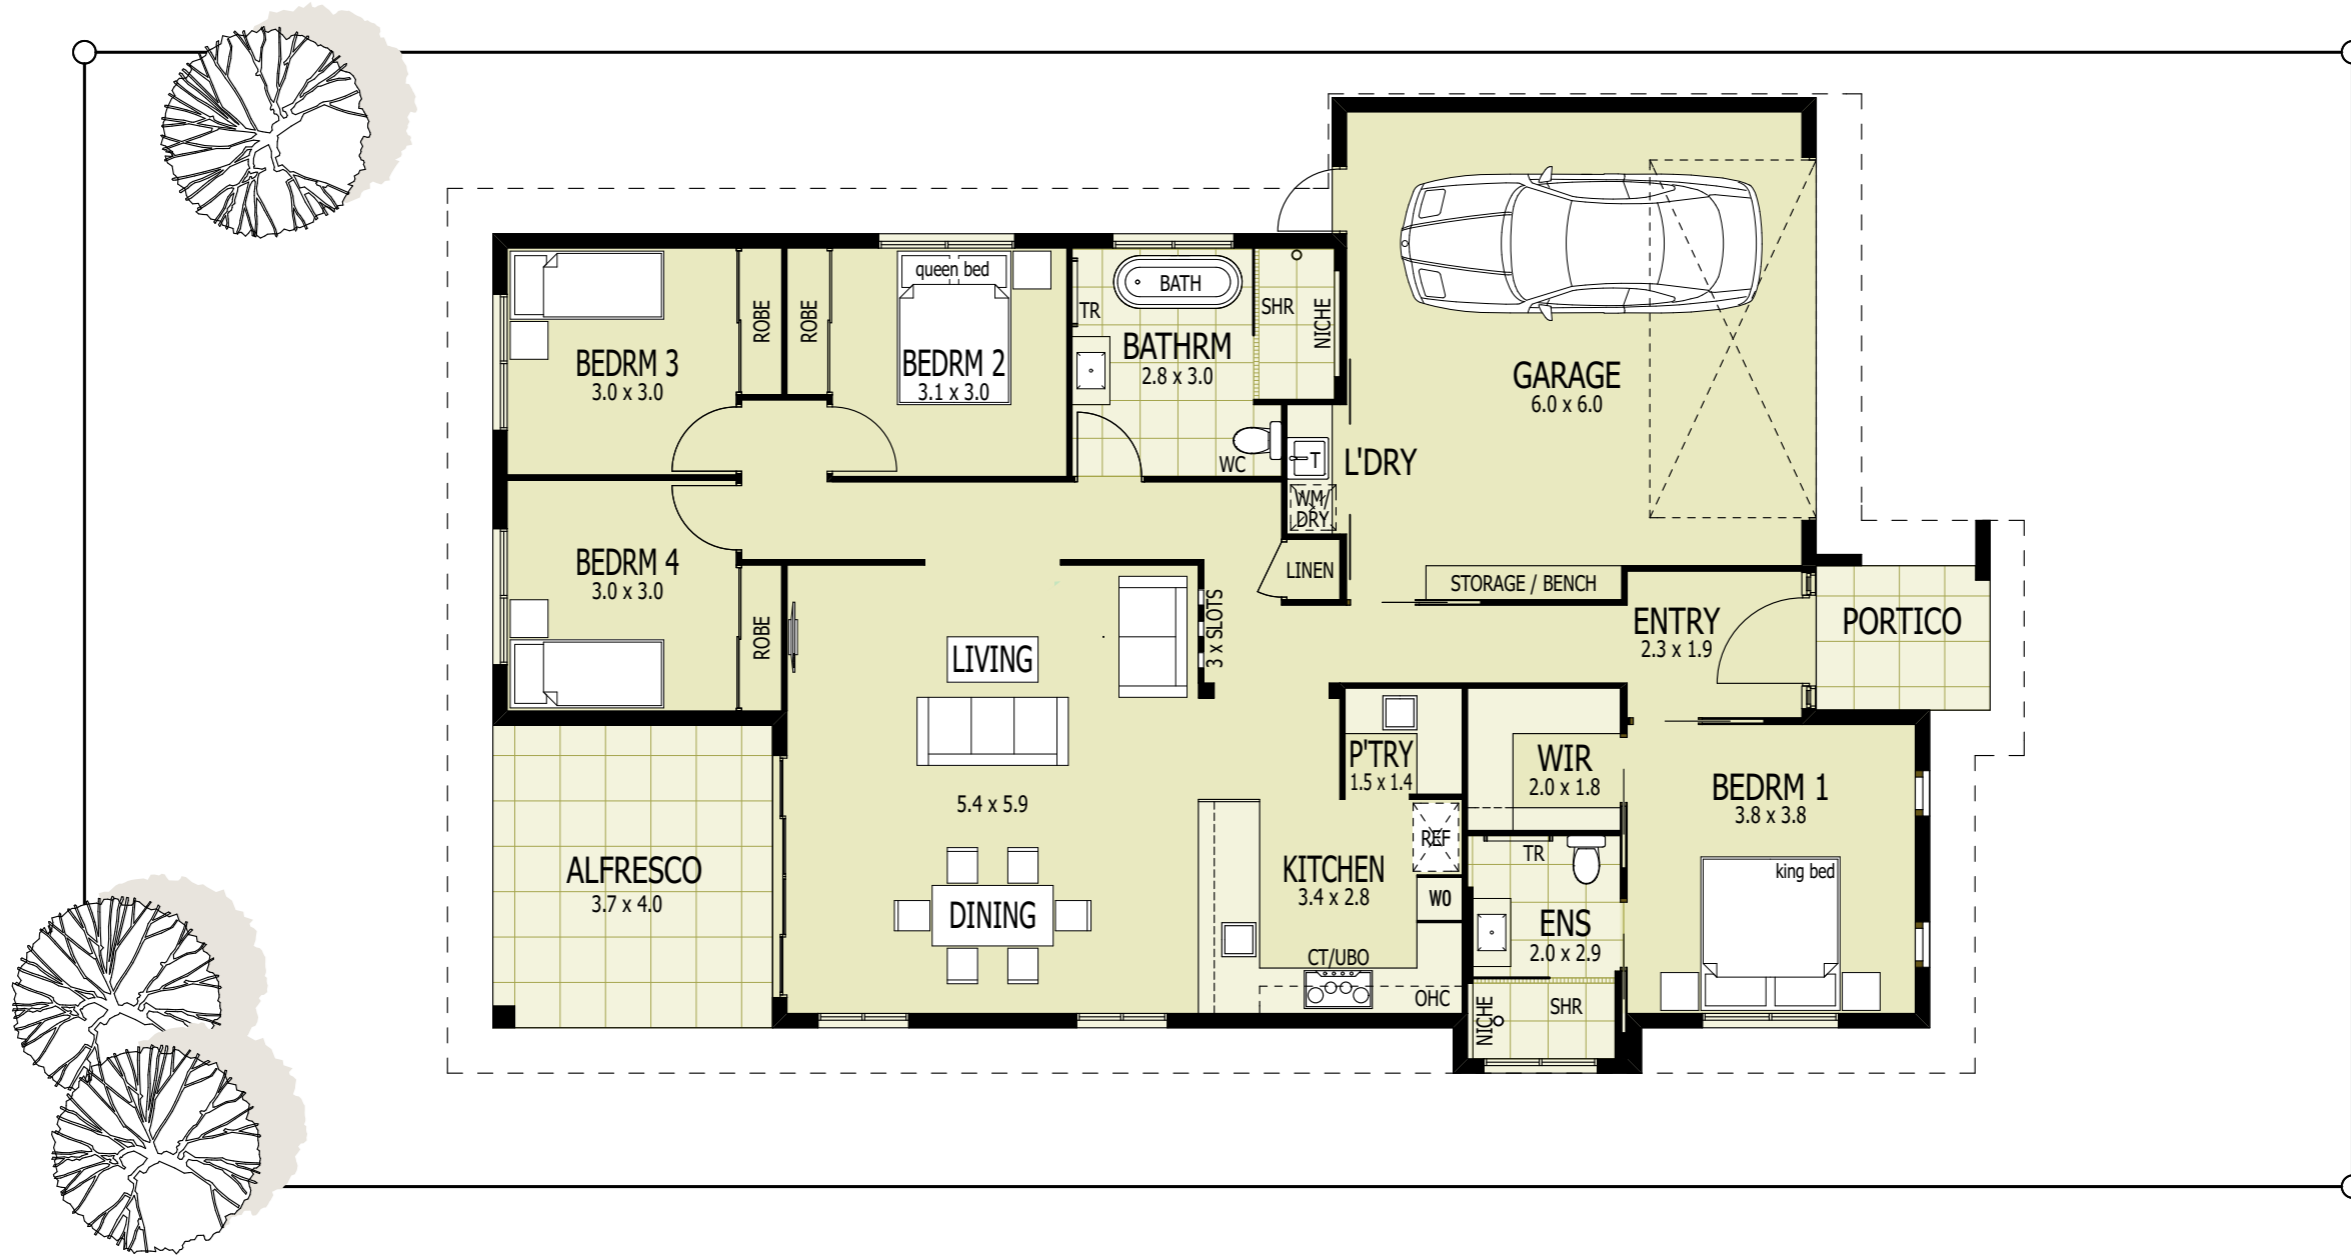 queen bed
BATH
TR
SHR
NICHE
ROBE
ROBE
BEDRM 3
3.0 x 3.0
BEDRM 2
3.1 x 3.0
BATHRM
2.8 x 3.0
GARAGE
6.0 x 6.0
WC
T
L'DRY
WM/
DRY
BEDRM 4
3.0 x 3.0
LINEN
STORAGE / BENCH
ROBE
3 x SLOTS
ENTRY
2.3 x 1.9
PORTICO
LIVING
P'TRY
1.5 x 1.4
WIR
2.0 x 1.8
BEDRM 1
3.8 x 3.8
5.4 x 5.9
REF
TR
king bed
ALFRESCO
3.7 x 4.0
KITCHEN
3.4 x 2.8
WO
DINING
ENS
2.0 x 2.9
CT/UBO
OHC
NICHE
SHR